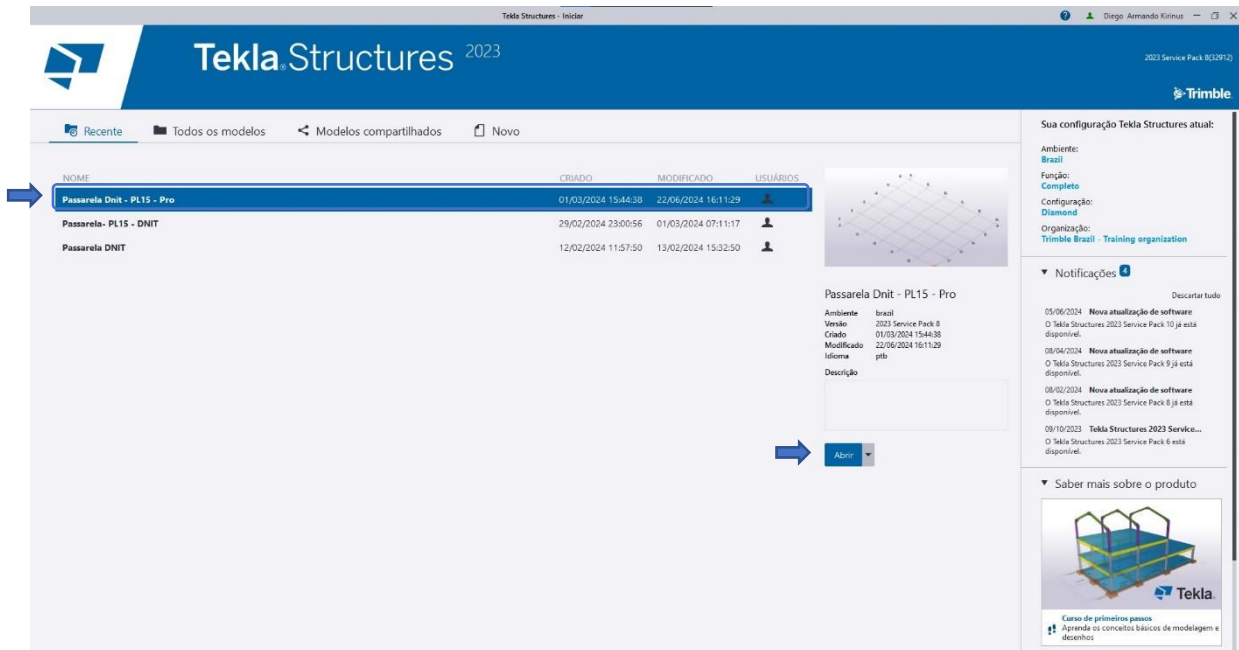 Tekla Structures - Iniciar
Diego Armando Kirinus
Tekla Structures 2023
2023 Service Pack 8(32912)
Trimble
Recente
Todos os modelos
Modelos compartilhados
Novo
NOME CRIADO MODIFICADO USUÁRIOS
Passarela Dnit - PL15 - Pro 01/03/2024 15:44:38 22/06/2024 16:11:29
Passarela- PL15 - DNIT 29/02/2024 23:00:56 01/03/2024 07:11:17
Passarela DNIT 12/02/2024 11:57:50 13/02/2024 15:32:50
Passarela Dnit - PL15 - Pro
Ambiente brazil
Versão 2023 Service Pack 8
Criado 01/03/2024 15:44:38
Modificado 22/06/2024 16:11:29
Idioma ptb
Descrição
Abrir
Sua configuração Tekla Structures atual:
Ambiente:
Brazil
Função:
Completo
Configuração:
Diamond
Organização:
Trimble Brazil - Training organization
Notificações 4
Descartar tudo
05/06/2024 Nova atualização de software
O Tekla Structures 2023 Service Pack 10 já está
disponível.
08/04/2024 Nova atualização de software
O Tekla Structures 2023 Service Pack 9 já está
disponível.
08/02/2024 Nova atualização de software
O Tekla Structures 2023 Service Pack 8 já está
disponível.
09/10/2023 Tekla Structures 2023 Service...
O Tekla Structures 2023 Service Pack 6 está
disponível.
Saber mais sobre o produto
Tekla
Curso de primeiros passos
Aprenda os conceitos básicos de modelagem e
desenhos